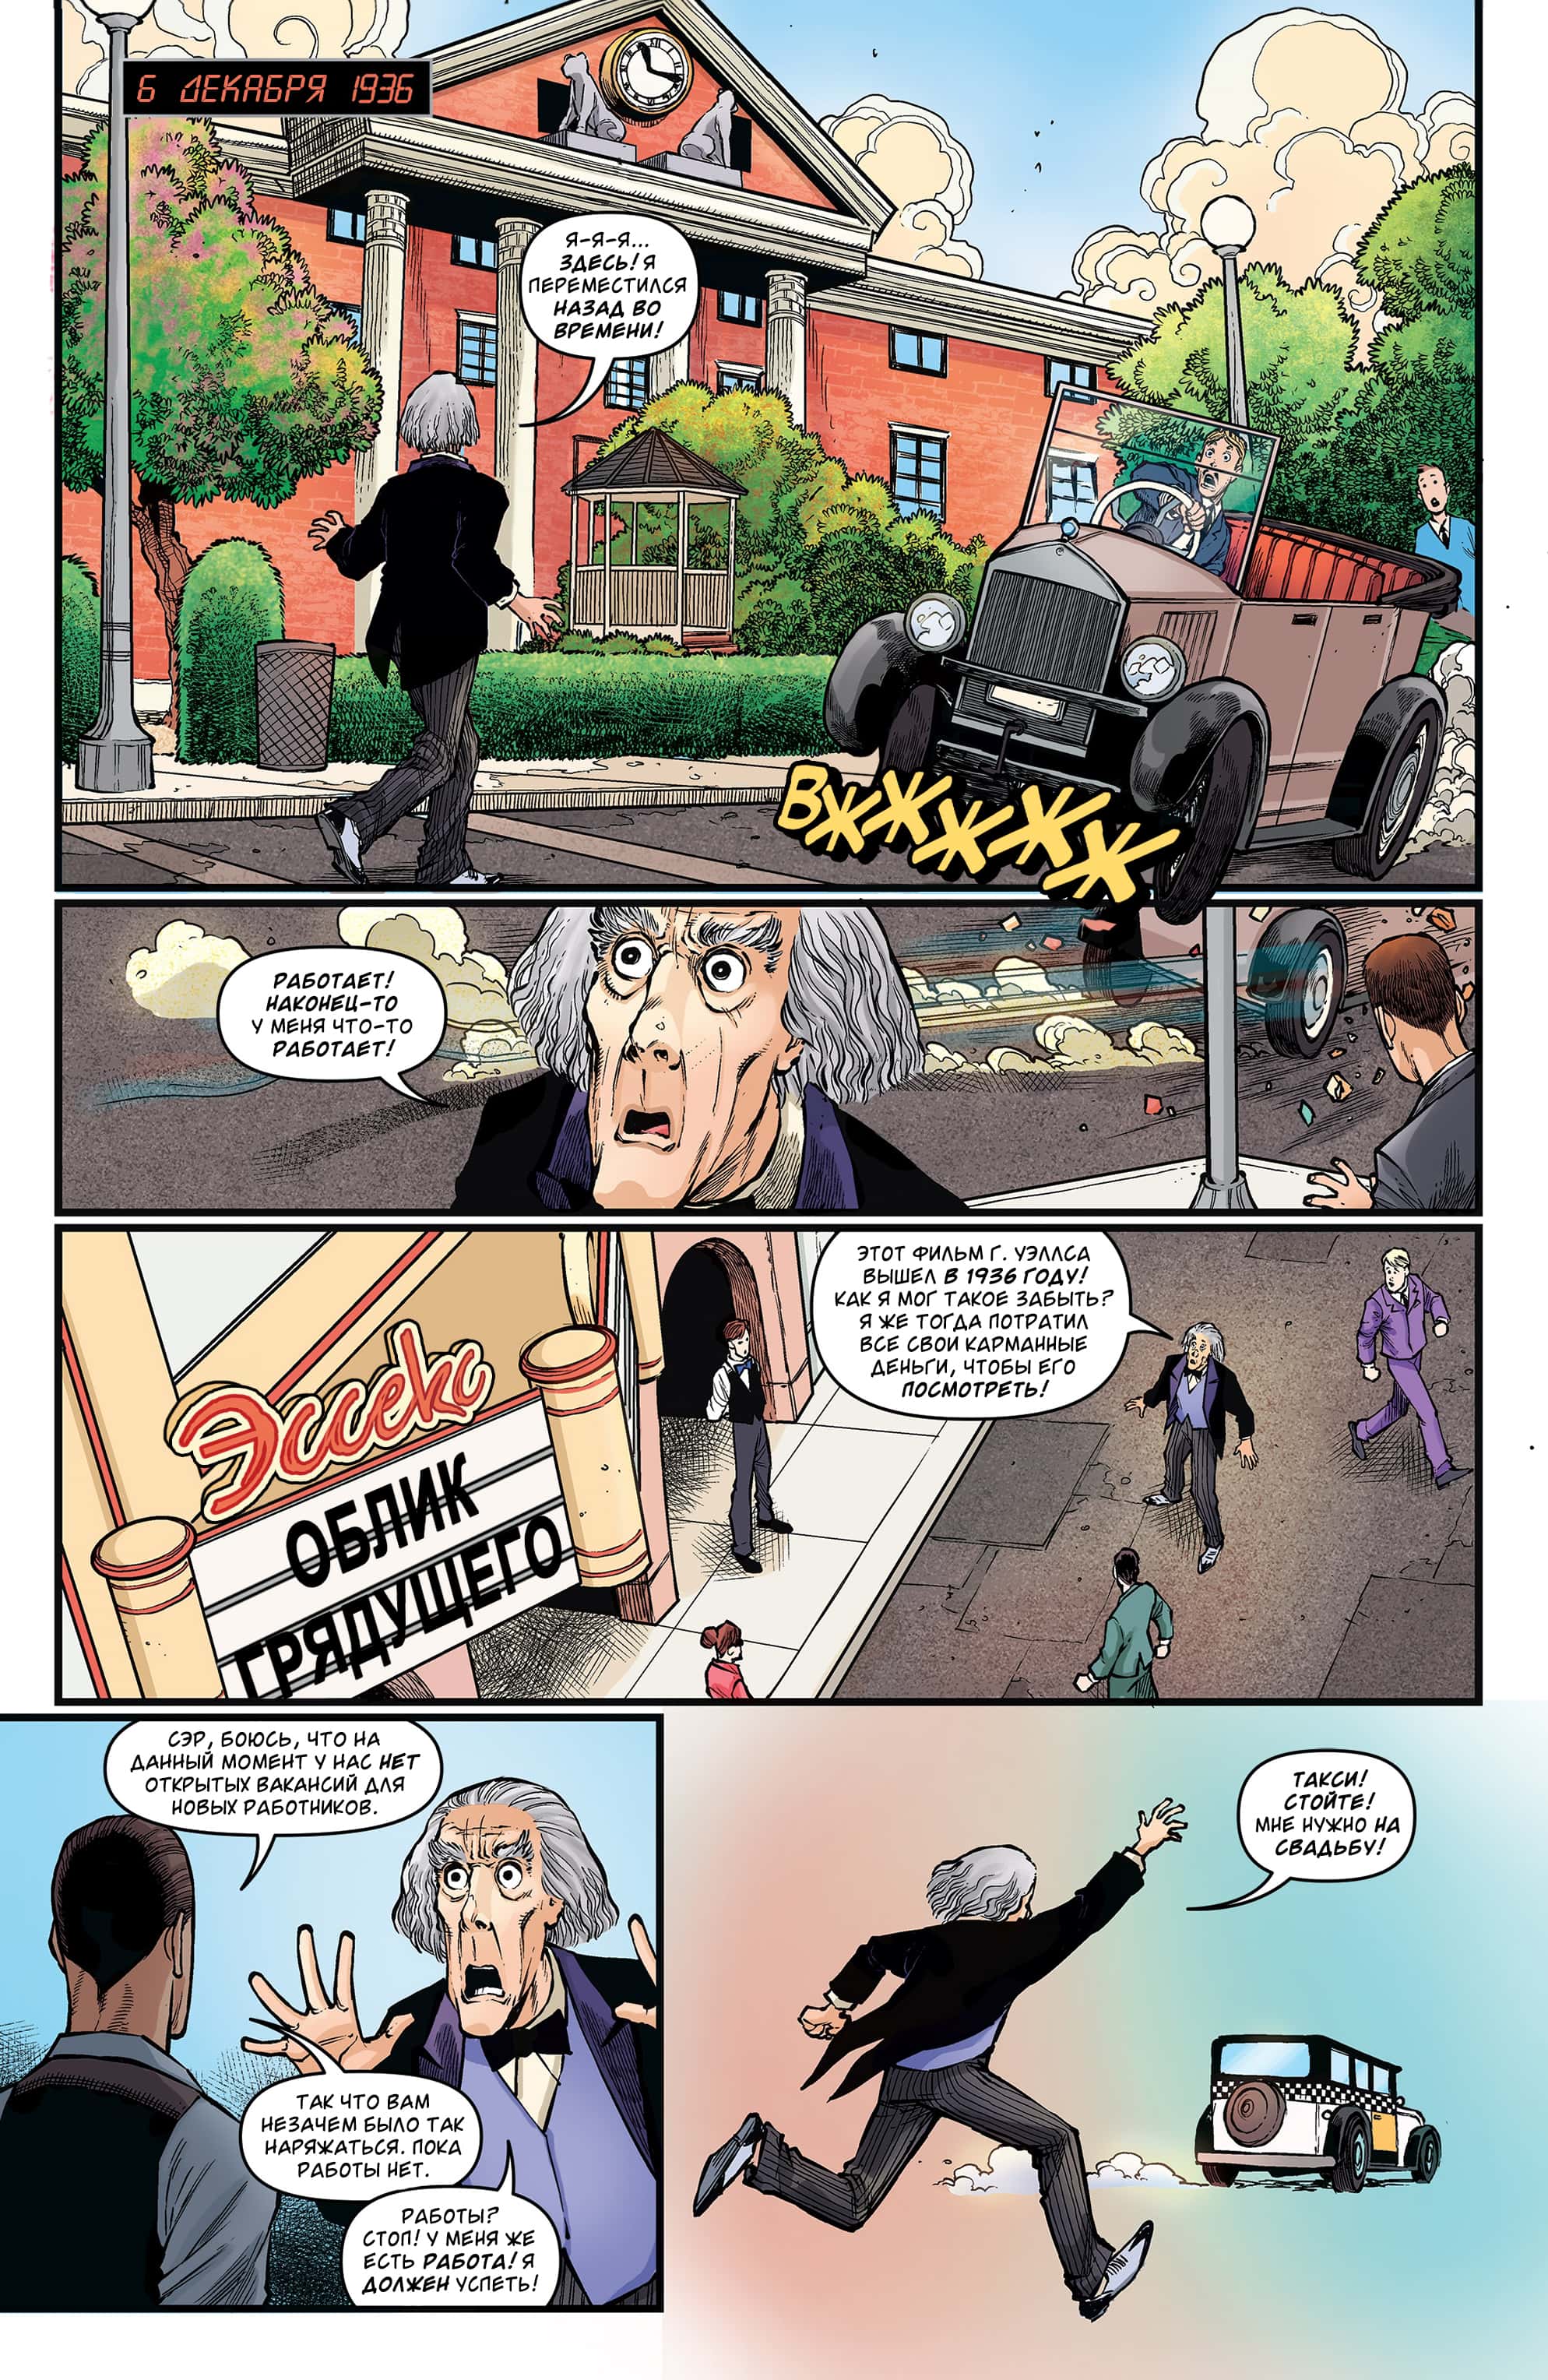 6 ДЕКАБРЯ 1936
Я-Я-Я...
ЗДЕСЬ! Я
ПЕРЕМЕСТИЛСЯ
НАЗАД ВО
ВРЕМЕНИ!
ВЖЖЖЖЖ
РАБОТАЕТ!
НАКОНЕЦ-ТО
У МЕНЯ ЧТО-ТО
РАБОТАЕТ!
ЭТОТ ФИЛЬМ Г. УЭЛЛСА
ВЫШЕЛ В 1936 ГОДУ!
КАК Я МОГ ТАКОЕ ЗАБЫТЬ?
Я ЖЕ ТОГДА ПОТРАТИЛ
ВСЕ СВОИ КАРМАННЫЕ
ДЕНЬГИ, ЧТОБЫ ЕГО
ПОСМОТРЕТЬ!
Эссекс
ОБЛИК
ГРЯДУЩЕГО
СЭР, БОЮСЬ, ЧТО НА
ДАННЫЙ МОМЕНТ У НАС НЕТ
ОТКРЫТЫХ ВАКАНСИЙ ДЛЯ
НОВЫХ РАБОТНИКОВ.
ТАК ЧТО ВАМ
НЕЗАЧЕМ БЫЛО ТАК
НАРЯЖАТЬСЯ. ПОКА
РАБОТЫ НЕТ.
РАБОТЫ?
СТОП! У МЕНЯ ЖЕ
ЕСТЬ РАБОТА! Я
ДОЛЖЕН УСПЕТЬ!
ТАКСИ!
СТОЙТЕ!
МНЕ НУЖНО НА
СВАДЬБУ!